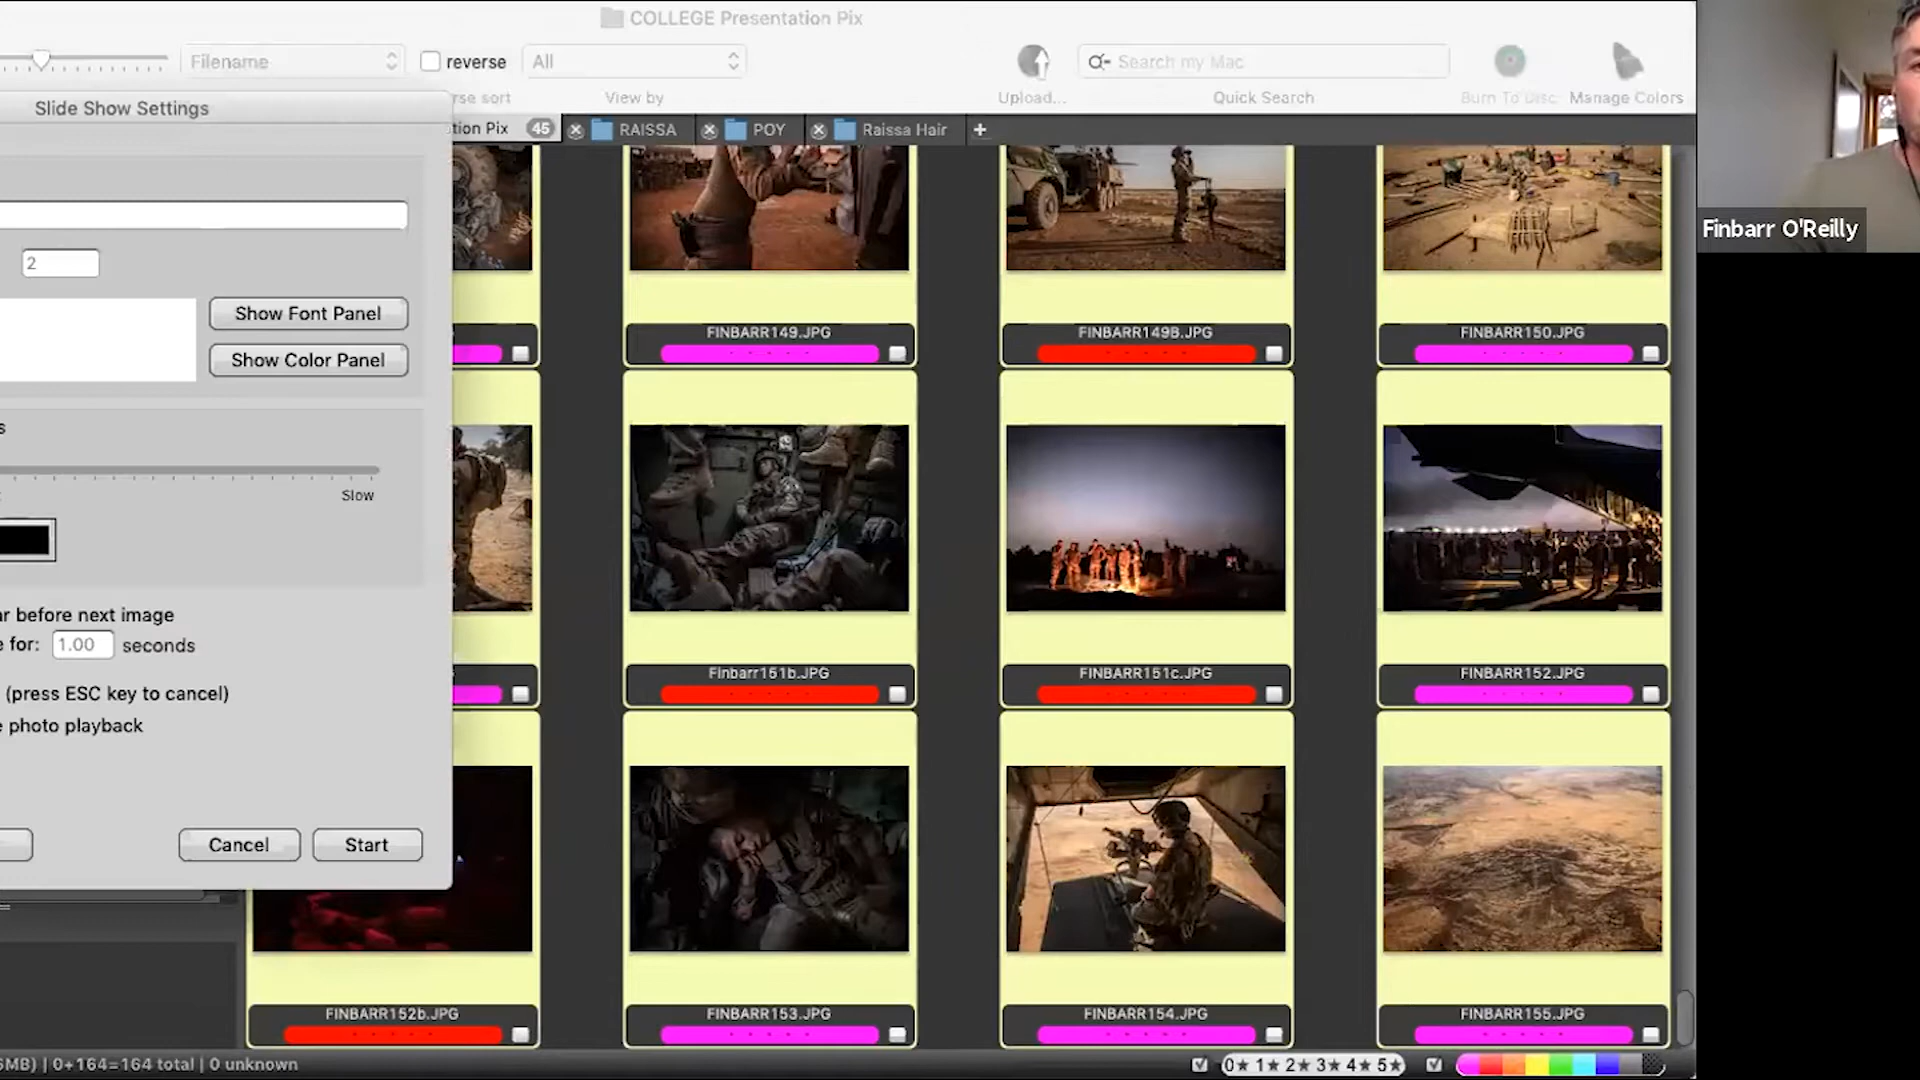 COLLEGE Presentation Pix
Filename
reverse
All
Search my Mac
rse sort
View by
Upload...
Quick Search
Burn To Disc
Manage Colors
Slide Show Settings
tion Pix 45
RAISSA
POY
Raissa Hair
+
Finbarr O'Reilly
2
Show Font Panel
Show Color Panel
FINBARR149.JPG
FINBARR149B.JPG
FINBARR150.JPG
s
Slow
r before next image
e for: 1.00 seconds
(press ESC key to cancel)
e photo playback
Finbarr151b.JPG
FINBARR151c.JPG
FINBARR152.JPG
Cancel
Start
FINBARR152b.JPG
FINBARR153.JPG
FINBARR154.JPG
FINBARR155.JPG
MB) | 0+164=164 total | 0 unknown
0★ 1★ 2★ 3★ 4★ 5★